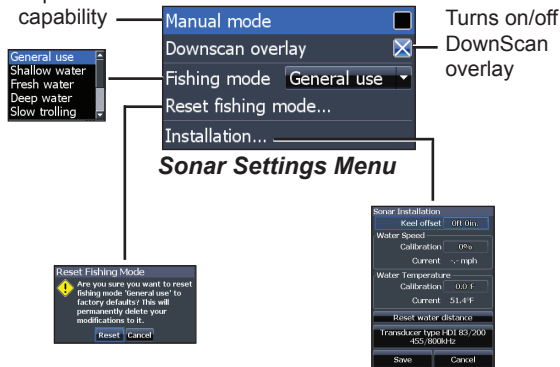 capability
Manual mode
Downscan overlay
Fishing mode General use
Reset fishing mode...
Installation...
Turns on/off
DownScan
overlay
General use
Shallow water
Fresh water
Deep water
Slow trolling
Sonar Settings Menu
Reset Fishing Mode
Are you sure you want to reset
fishing mode 'General use' to
factory defaults? This will
permanently delete your
modifications to it.
Reset Cancel
Sonar Installation
Keel offset 0ft 0in.
Water Speed
Calibration 0%
Current -.- mph
Water Temperature
Calibration 0.0°F
Current 51.4°F
Reset water distance
Transducer type HDI 83/200
455/800kHz
Save Cancel